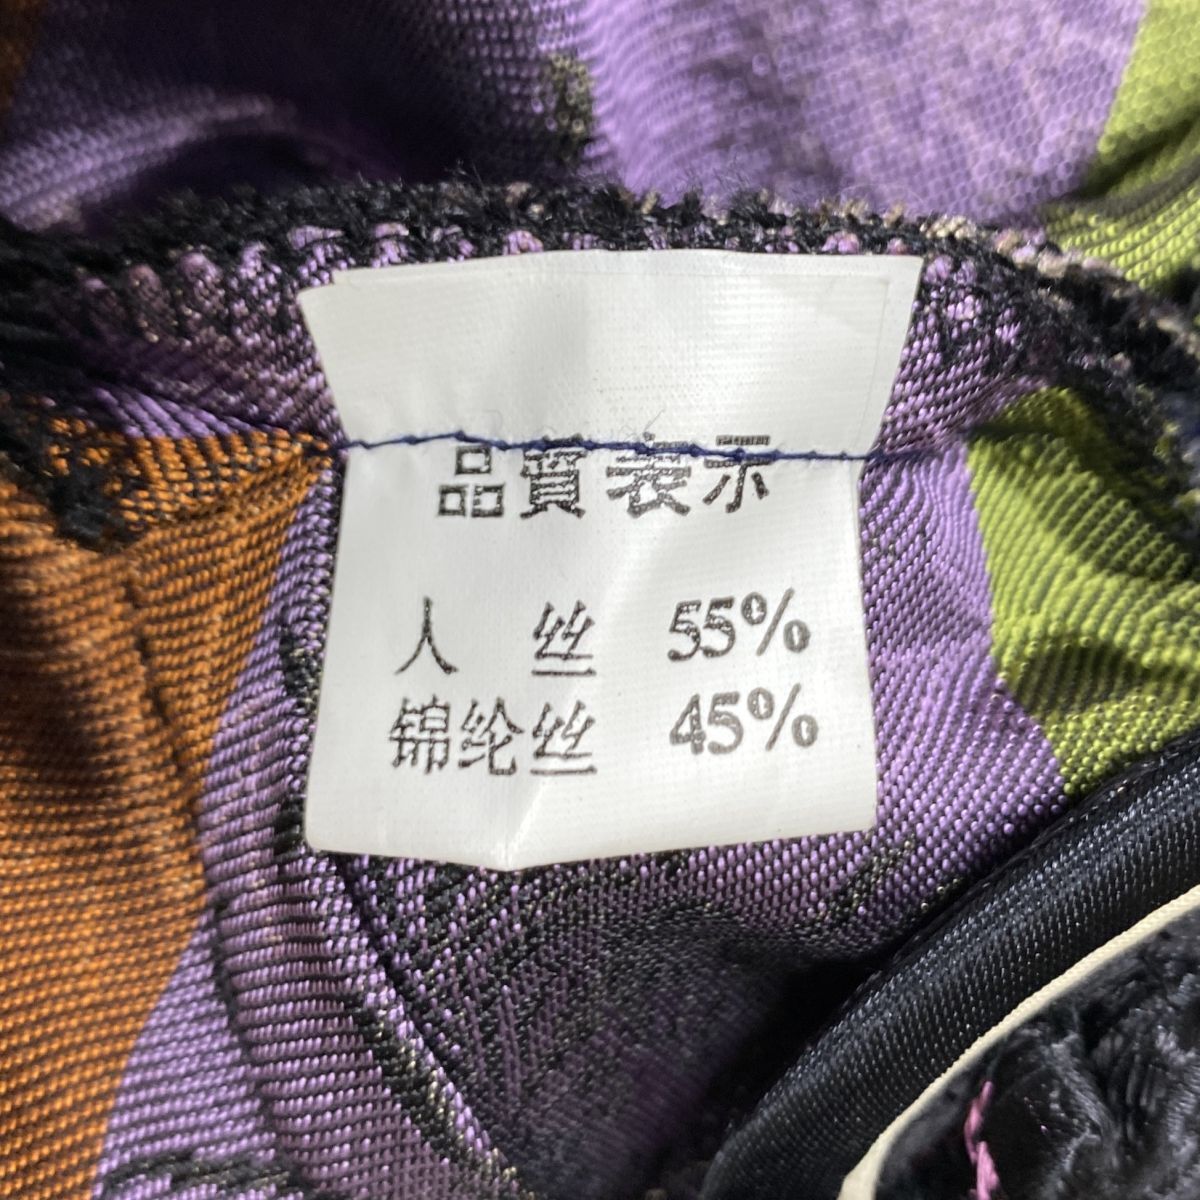 品質表示
人 丝 55%
锦纶丝 45%